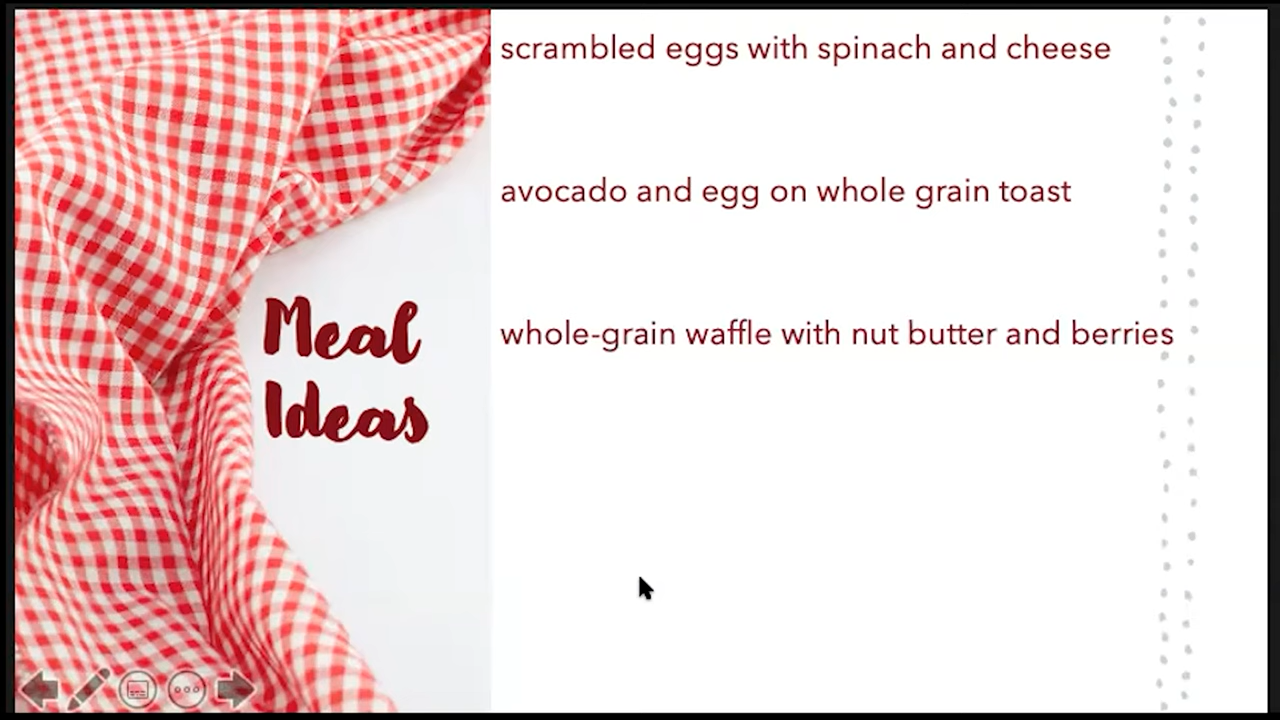 scrambled eggs with spinach and cheese
avocado and egg on whole grain toast
Meal
Ideas
whole-grain waffle with nut butter and berries